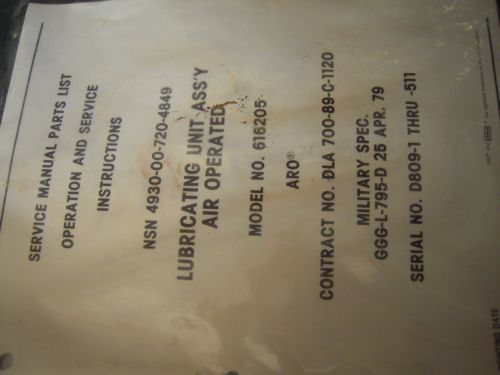 SERVICE MANUAL PARTS LIST
OPERATION AND SERVICE
INSTRUCTIONS
NSN 4930-00-720-4849
LUBRICATING UNIT ASS'Y
AIR OPERATED
MODEL NO. 616205
ARO®
CONTRACT NO. DLA 700-89-C-1120
MILITARY SPEC.
GGG-L-795-D 25 APR. 79
SERIAL NO. D809-1 THRU -511
DATE